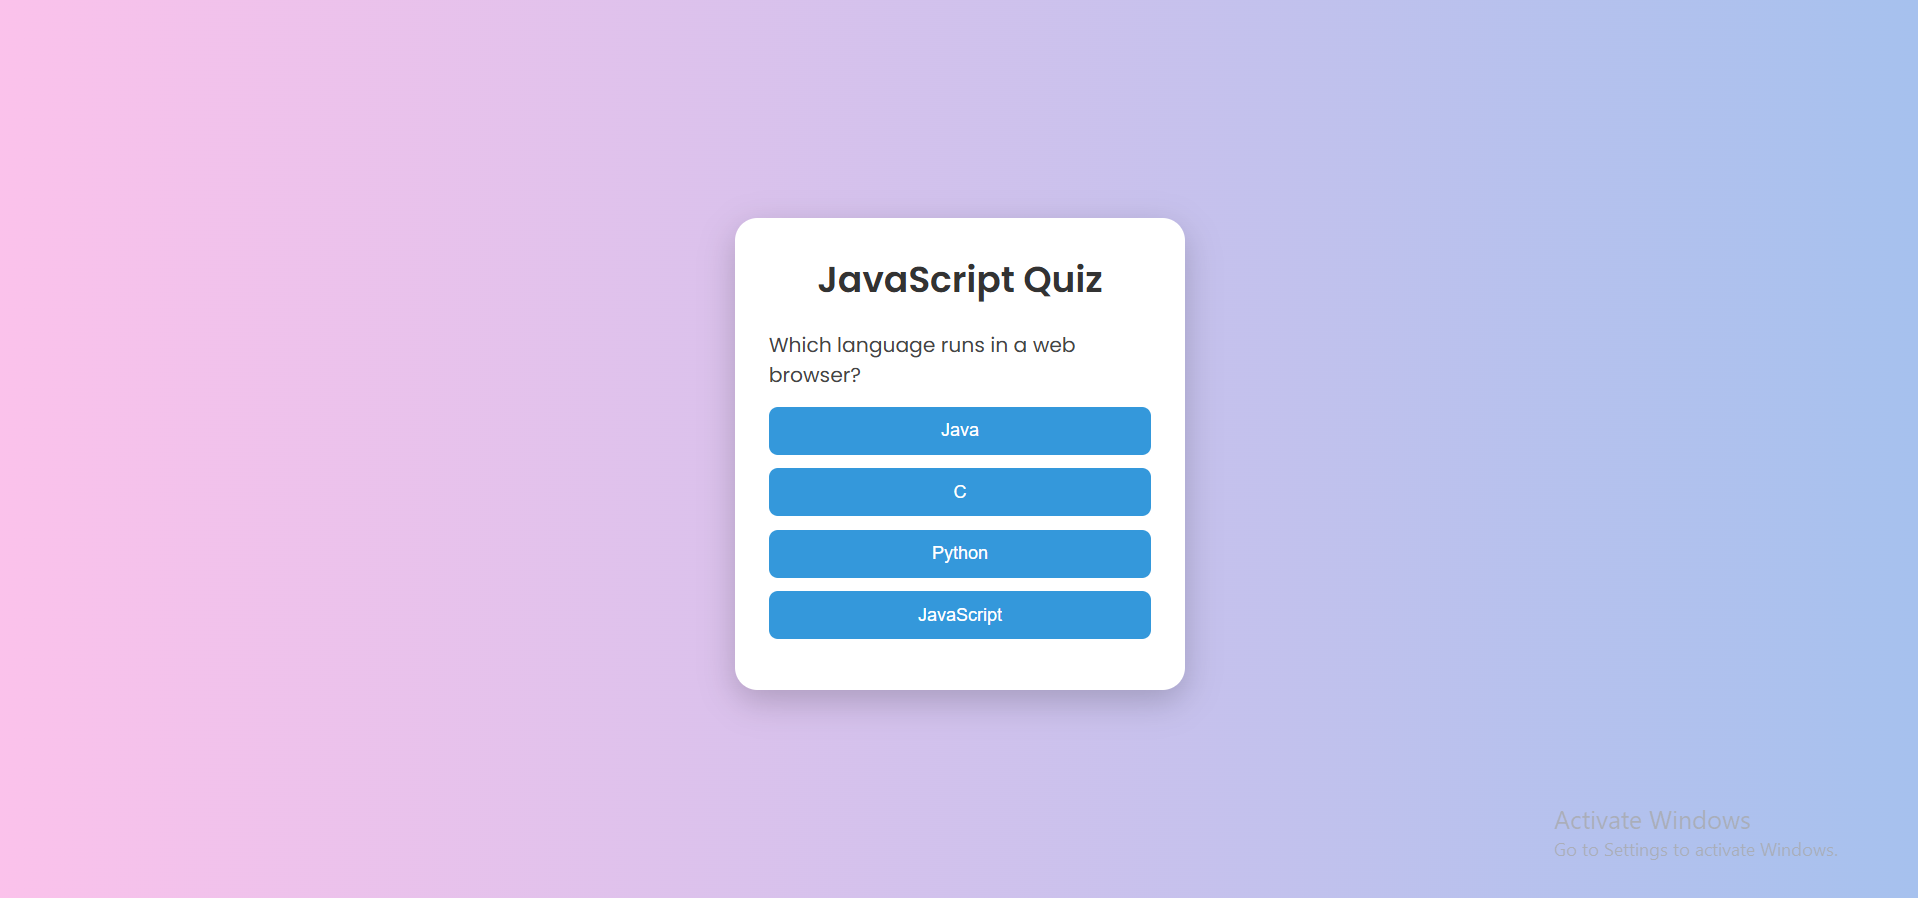 JavaScript Quiz
Which language runs in a web
browser?
Java
C
Python
JavaScript
Activate Windows
Go to Settings to activate Windows.